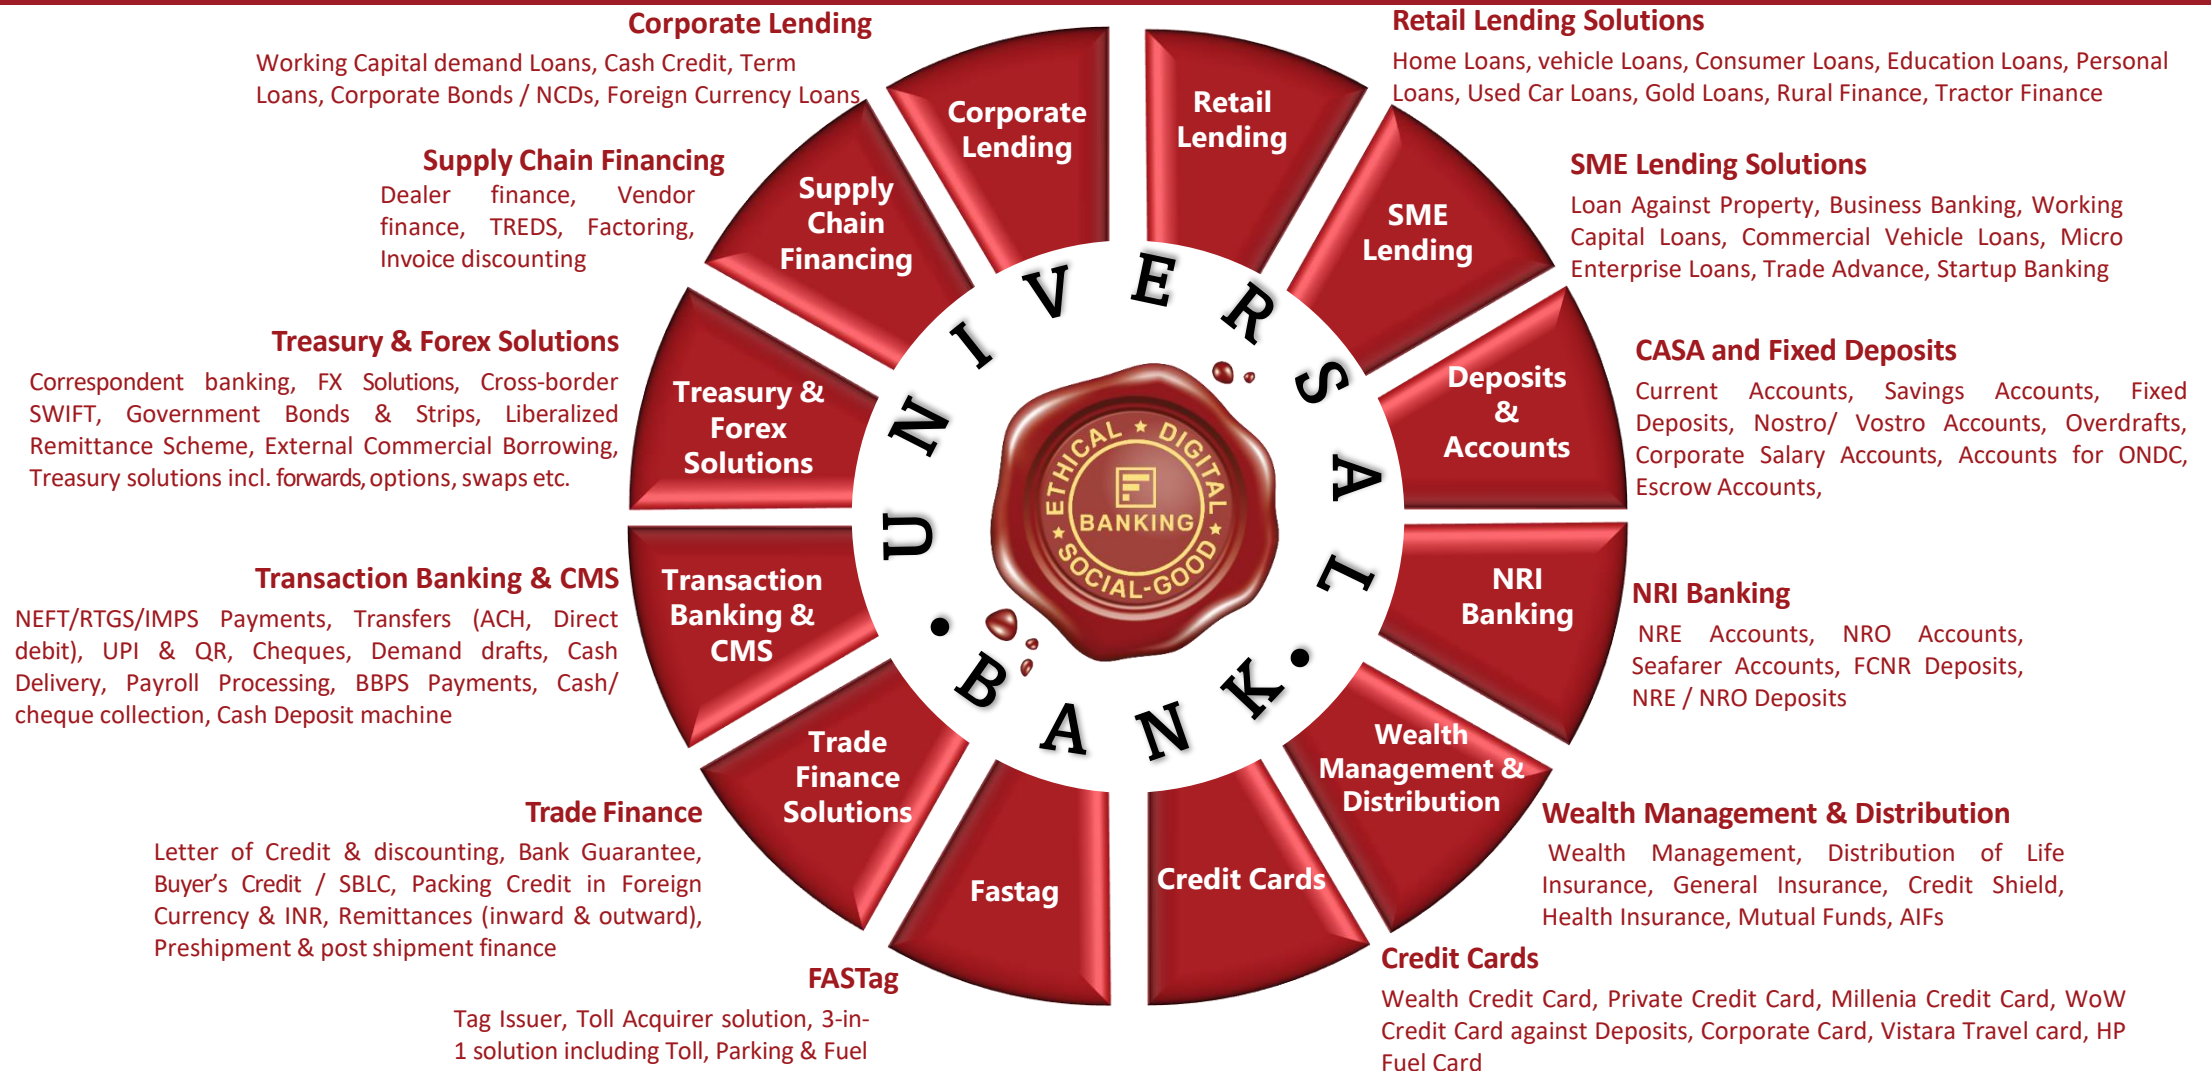 Corporate Lending
Working Capital demand Loans, Cash Credit, Term
Loans, Corporate Bonds / NCDs, Foreign Currency Loans
Supply Chain Financing
Dealer finance, Vendor
finance, TREDS, Factoring,
Invoice discounting
Treasury & Forex Solutions
Correspondent banking, FX Solutions, Cross-border
SWIFT, Government Bonds & Strips, Liberalized
Remittance Scheme, External Commercial Borrowing,
Treasury solutions incl. forwards, options, swaps etc.
Transaction Banking & CMS
NEFT/RTGS/IMPS Payments, Transfers (ACH, Direct
debit), UPI & QR, Cheques, Demand drafts, Cash
Delivery, Payroll Processing, BBPS Payments, Cash/
cheque collection, Cash Deposit machine
Trade Finance
Letter of Credit & discounting, Bank Guarantee,
Buyer's Credit / SBLC, Packing Credit in Foreign
Currency & INR, Remittances (inward & outward),
Preshipment & post shipment finance
FASTag
Tag Issuer, Toll Acquirer solution, 3-in-
1 solution including Toll, Parking & Fuel
Corporate
Lending
Retail
Lending
Supply
Chain
Financing
SME
Lending
Treasury &
Forex
Solutions
Deposits
&
Accounts
Transaction
Banking &
CMS
NRI
Banking
Trade
Finance
Solutions
Wealth
Management &
Distribution
Fastag
Credit Cards
UNIVERSAL
• BANK •
ETHICAL ★ DIGITAL ★ SOCIAL-GOOD ★
BANKING
Retail Lending Solutions
Home Loans, vehicle Loans, Consumer Loans, Education Loans, Personal
Loans, Used Car Loans, Gold Loans, Rural Finance, Tractor Finance
SME Lending Solutions
Loan Against Property, Business Banking, Working
Capital Loans, Commercial Vehicle Loans, Micro
Enterprise Loans, Trade Advance, Startup Banking
CASA and Fixed Deposits
Current Accounts, Savings Accounts, Fixed
Deposits, Nostro/ Vostro Accounts, Overdrafts,
Corporate Salary Accounts, Accounts for ONDC,
Escrow Accounts,
NRI Banking
NRE Accounts, NRO Accounts,
Seafarer Accounts, FCNR Deposits,
NRE / NRO Deposits
Wealth Management & Distribution
Wealth Management, Distribution of Life
Insurance, General Insurance, Credit Shield,
Health Insurance, Mutual Funds, AIFs
Credit Cards
Wealth Credit Card, Private Credit Card, Millenia Credit Card, WoW
Credit Card against Deposits, Corporate Card, Vistara Travel card, HP
Fuel Card